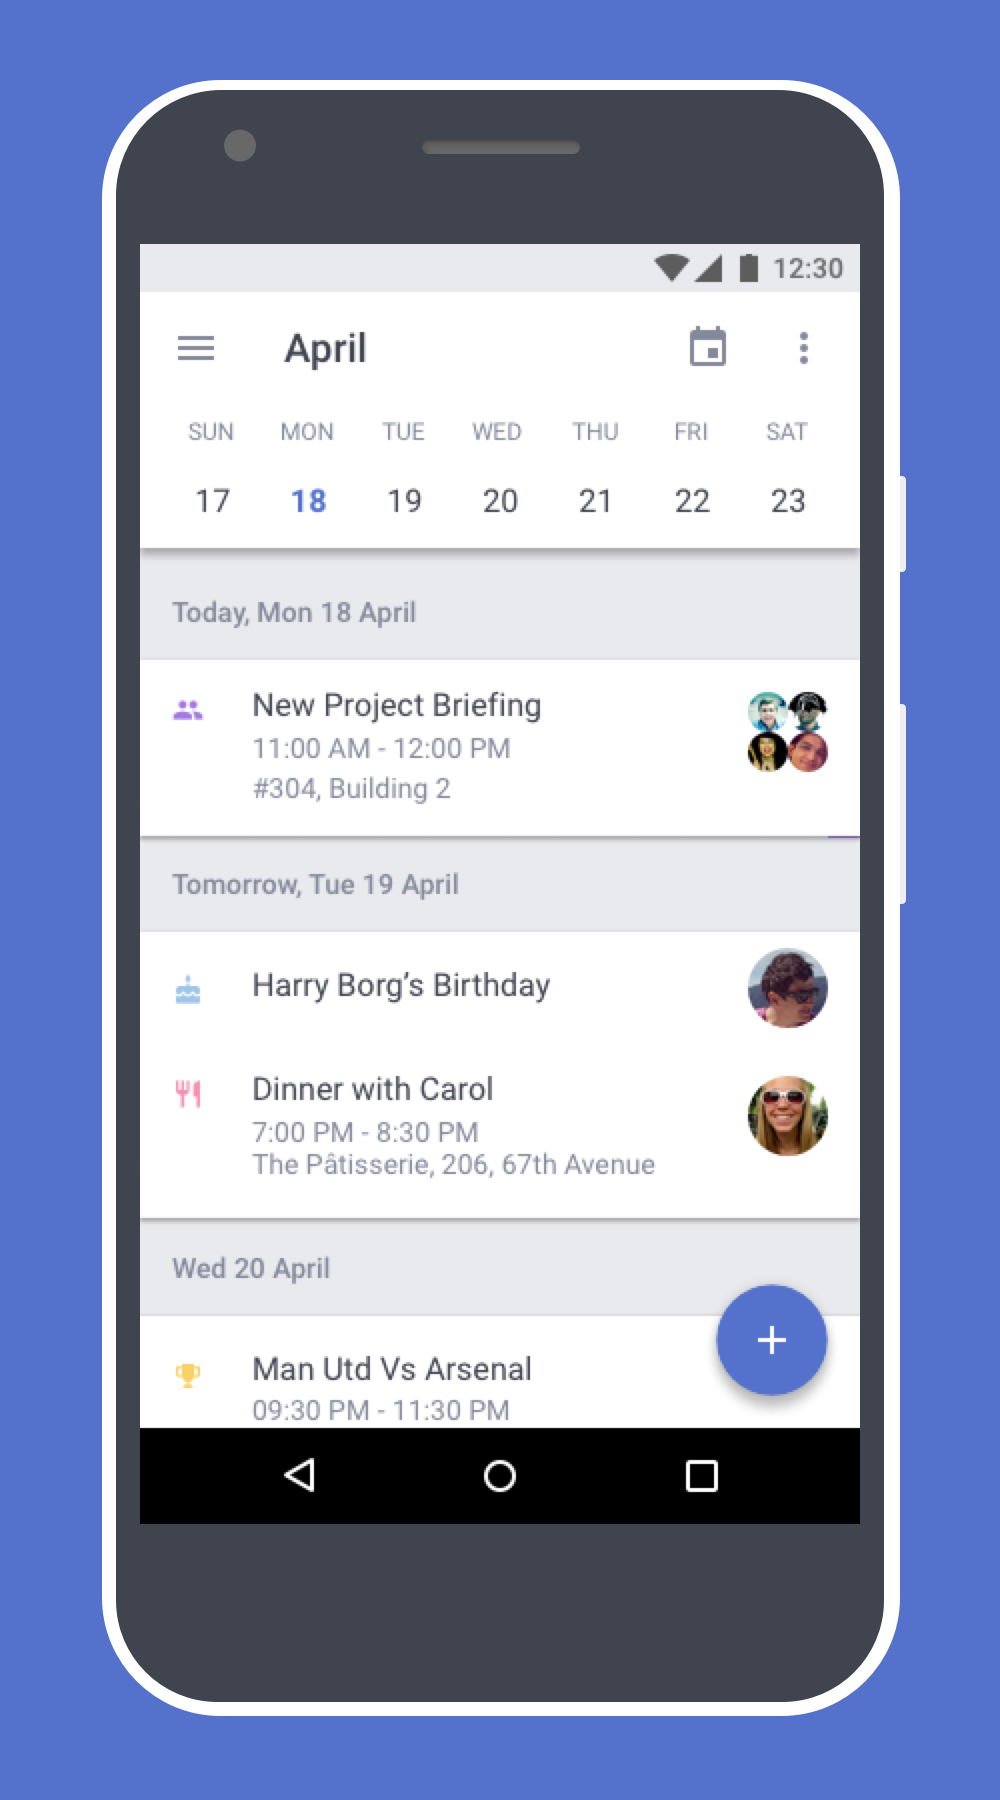 12:30
April
SUN MON TUE WED THU FRI SAT
17 18 19 20 21 22 23
Today, Mon 18 April
New Project Briefing
11:00 AM - 12:00 PM
#304, Building 2
Tomorrow, Tue 19 April
Harry Borg’s Birthday
Dinner with Carol
7:00 PM - 8:30 PM
The Pâtisserie, 206, 67th Avenue
Wed 20 April
Man Utd Vs Arsenal
09:30 PM - 11:30 PM